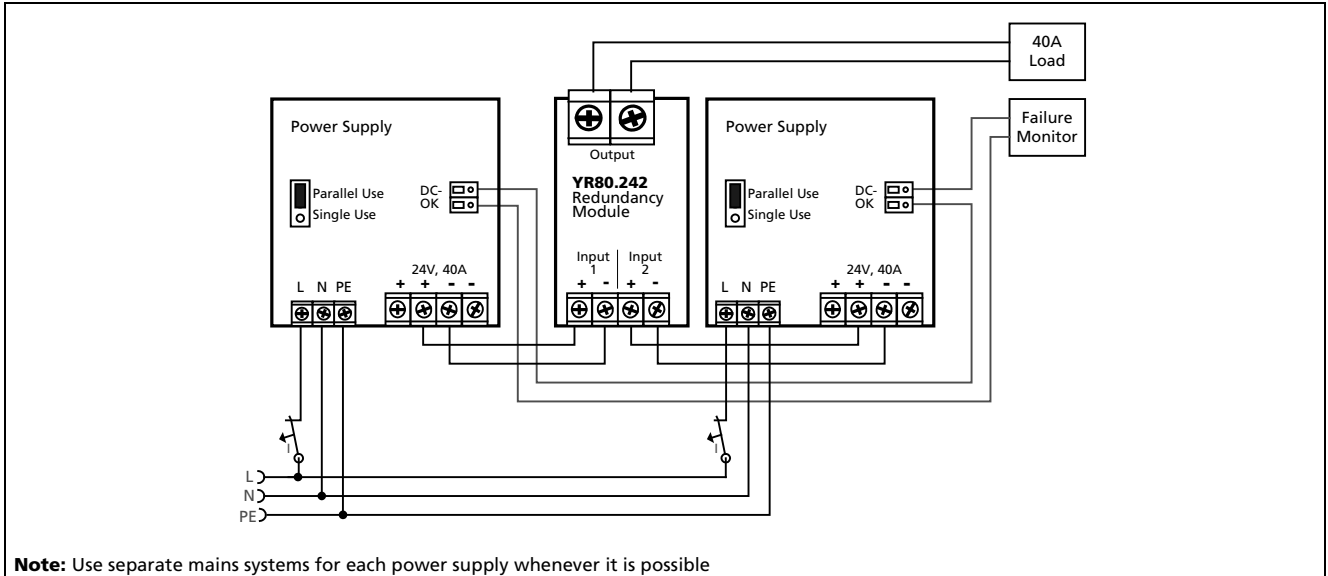 40A
Load
Failure
Monitor
Power Supply
Parallel Use
Single Use
DC-
OK
24V, 40A
+ + - -
L N PE
Output
YR80.242
Redundancy
Module
Input
1
Input
2
+ - + -
Power Supply
Parallel Use
Single Use
DC-
OK
24V, 40A
+ + - -
L N PE
I
I
L
N
PE
Note: Use separate mains systems for each power supply whenever it is possible